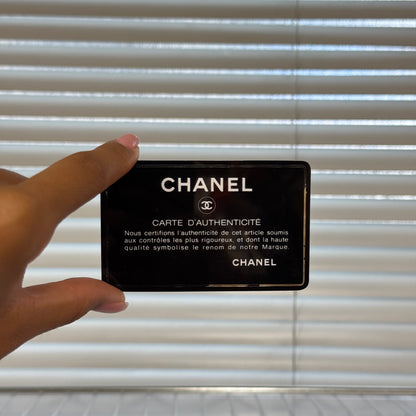 CHANEL
CARTE D'AUTHENTICITÉ
Nous certifions l'authenticité de cet article soumis
aux contrôles les plus rigoureux, et dont la haute
qualité symbolise le renom de notre Marque.
CHANEL